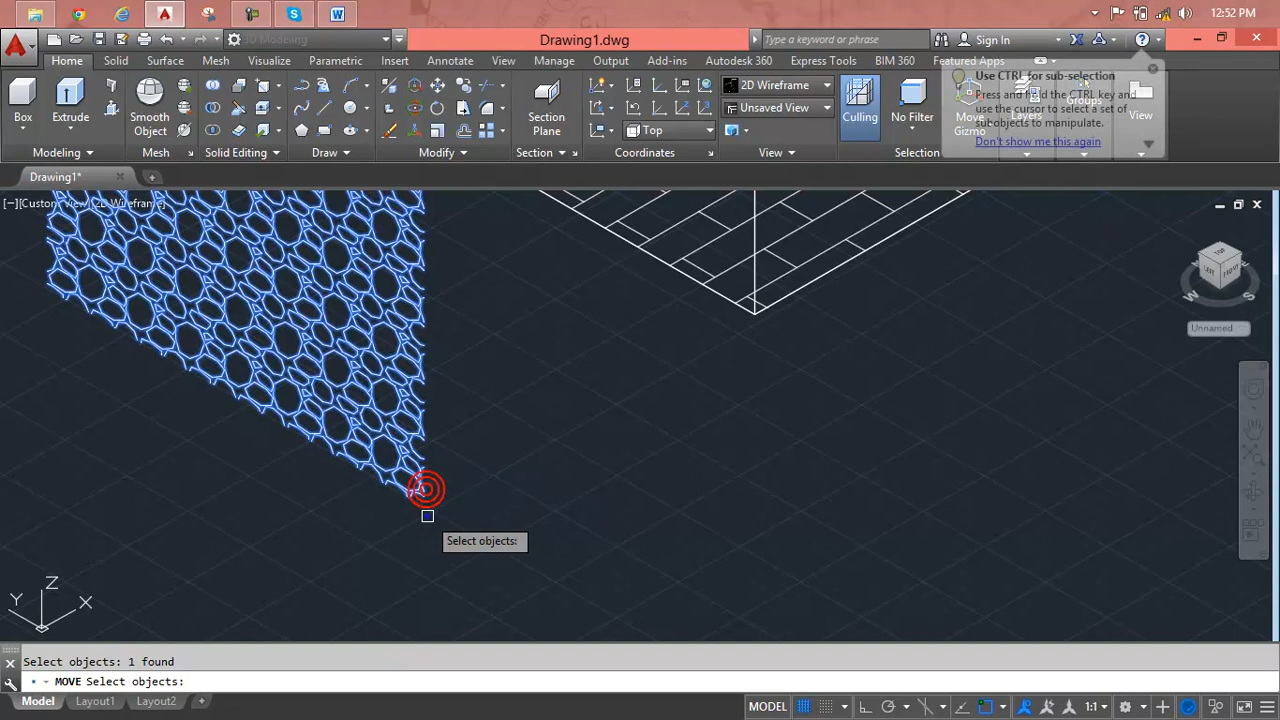 12:52 PM
3D Modeling
Drawing1.dwg
Type a keyword or phrase
Sign In
Home
Solid
Surface
Mesh
Visualize
Parametric
Insert
Annotate
View
Manage
Output
Add-ins
Autodesk 360
Express Tools
BIM 360
Featured Apps
Use CTRL for sub-selection
Press and hold the CTRL key and
use the cursor to select a set of
subobjects to manipulate.
Don't show me this again
2D Wireframe
Unsaved View
Top
Box
Extrude
Smooth
Object
Section
Plane
Culling
No Filter
Move
Gizmo
Layers
Groups
View
Modeling
Mesh
Solid Editing
Draw
Modify
Section
Coordinates
View
Selection
Drawing1*
[−][Custom View][2D Wireframe]
TOP
LEFT
FRONT
W
S
Unnamed
Select objects:
Z
Y
X
Select objects: 1 found
MOVE Select objects:
Model
Layout1
Layout2
MODEL
1:1